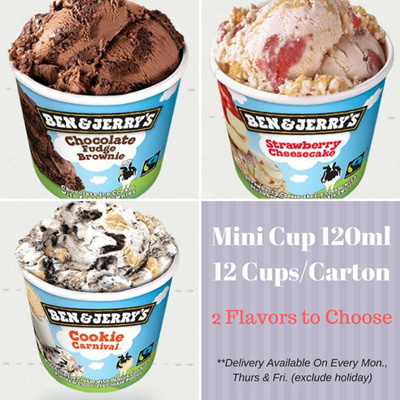 BEN & JERRY'S
Chocolate
Fudge
Brownie
BEN & JERRY'S
Strawberry
Cheesecake
BEN & JERRY'S
Cookie
Carnival
Mini Cup 120ml
12 Cups/Carton
2 Flavors to Choose
**Delivery Available On Every Mon.,
Thurs & Fri. (exclude holiday)